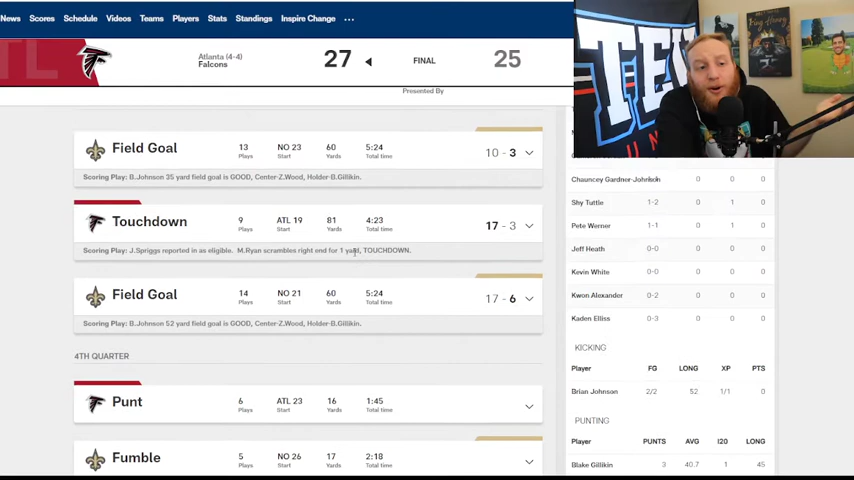 News Scores Schedule Videos Teams Players Stats Standings Inspire Change ...
ATL
Atlanta (4-4)
Falcons
27
FINAL
25
Presented By
Field Goal
13 NO 23 60 5:24
Plays Start Yards Total time
10 - 3
Scoring Play: B.Johnson 35 yard field goal is GOOD, Center-Z.Wood, Holder-B.Gillikin.
Touchdown
9 ATL 19 81 4:23
Plays Start Yards Total time
17 - 3
Scoring Play: J.Spriggs reported in as eligible. M.Ryan scrambles right end for 1 yard, TOUCHDOWN.
Field Goal
14 NO 21 60 5:24
Plays Start Yards Total time
17 - 6
Scoring Play: B.Johnson 52 yard field goal is GOOD, Center-Z.Wood, Holder-B.Gillikin.
4TH QUARTER
Punt
6 ATL 23 16 1:45
Plays Start Yards Total time
Fumble
5 NO 26 17 2:18
Plays Start Yards Total time
King Henry
Chauncey Gardner-Johnson 0 0 0
Shy Tuttle 1-2 0 1 0
Pete Werner 1-1 0 1 0
Jeff Heath 0-0 0 0 0
Kevin White 0-0 0 0 0
Kwon Alexander 0-2 0 0 0
Kaden Elliss 0-3 0 0 0
KICKING
Player FG LONG XP PTS
Brian Johnson 2/2 52 1/1 0
PUNTING
Player PUNTS AVG I20 LONG
Blake Gillikin 3 40.7 1 45